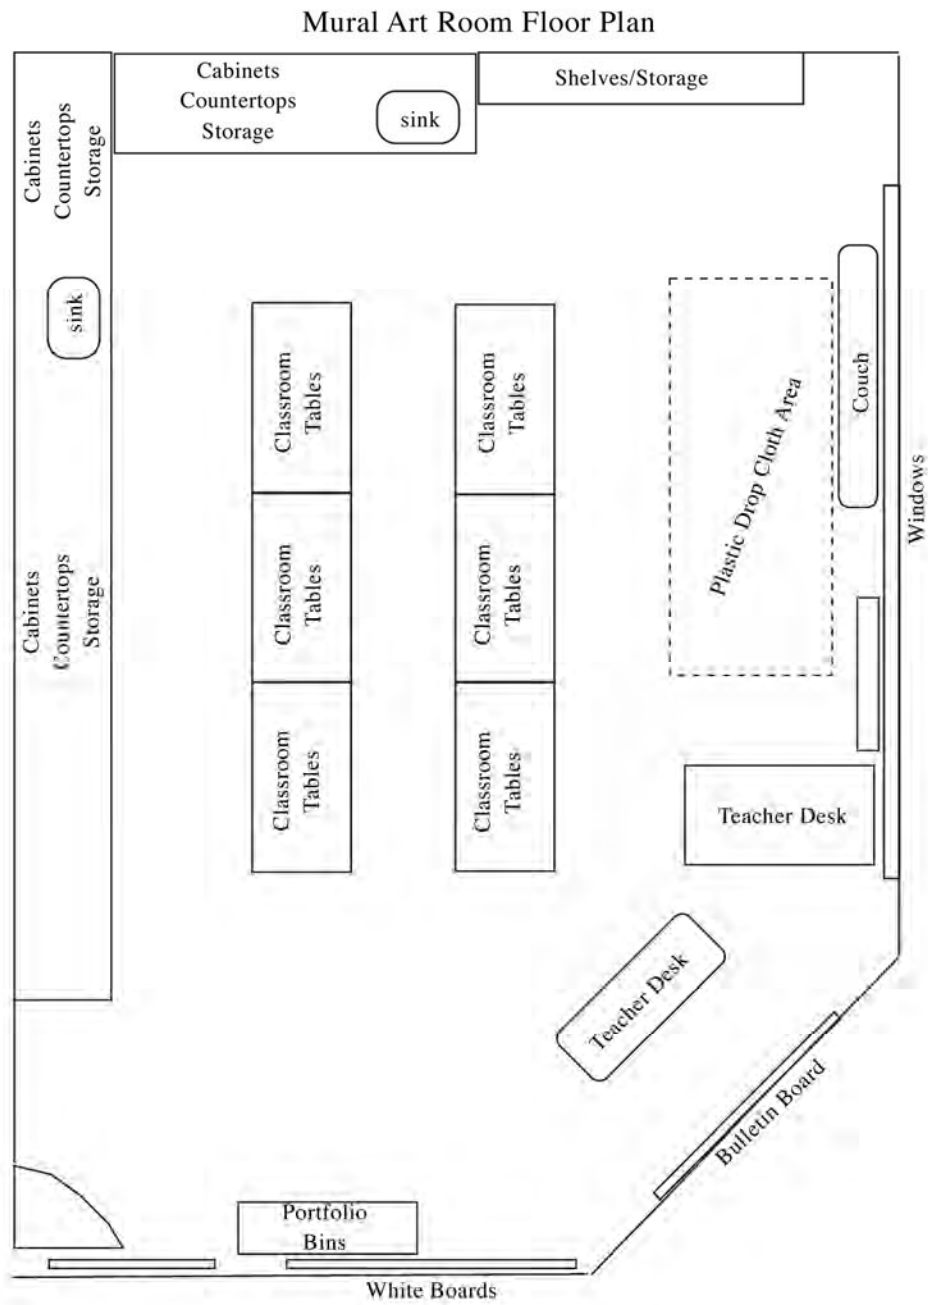 Mural Art Room Floor Plan
Cabinets
Countertops
Storage
sink
Shelves/Storage
Cabinets
Countertops
Storage
sink
Cabinets
Countertops
Storage
Classroom
Tables
Classroom
Tables
Classroom
Tables
Classroom
Tables
Classroom
Tables
Classroom
Tables
Plastic Drop Cloth Area
Couch
Windows
Teacher Desk
Teacher Desk
Bulletin Board
Portfolio
Bins
White Boards